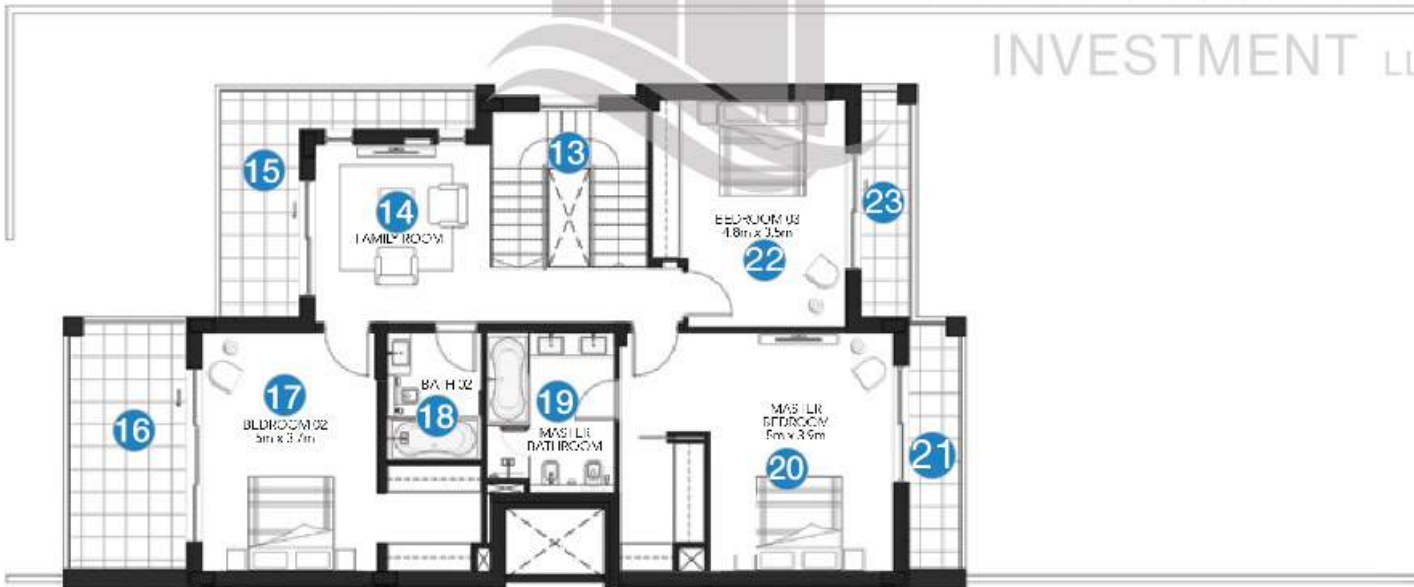 INVESTMENT LL
13
15
14
FAMILY ROOM
23
BEDROOM 03
4.8m x 3.5m
22
17
BEDROOM 02
5m x 3.7m
16
BATH 02
18
19
MASTER
BATHROOM
MASTER
BEDROOM
5m x 3.9m
20
21